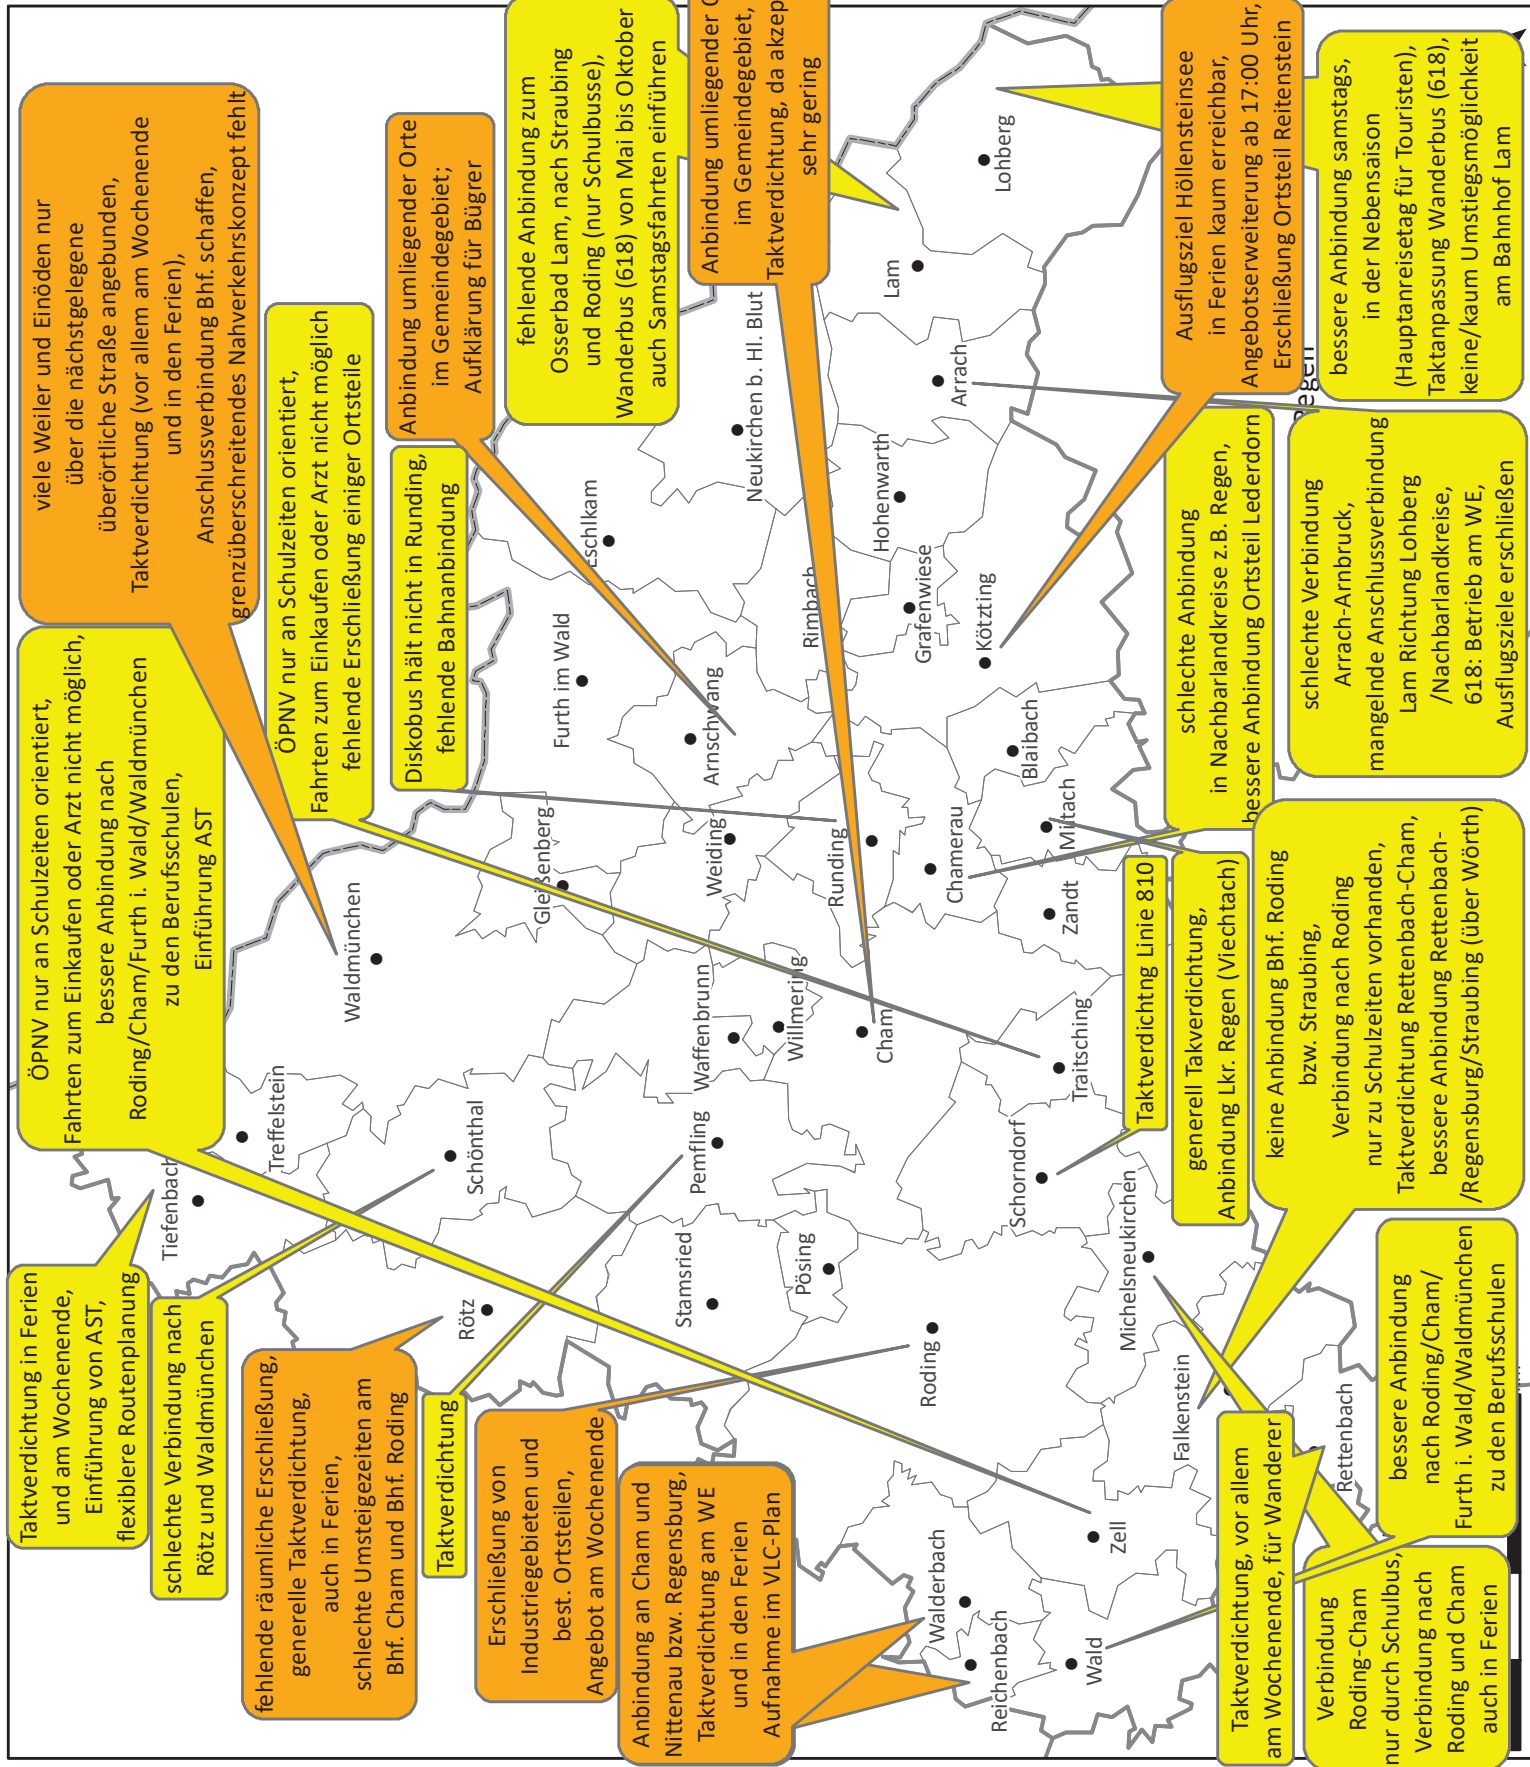 Taktverdichtung in Ferien
und am Wochenende,
Einführung von AST,
flexiblere Routenplanung
schlechte Verbindung nach
Rötz und Waldmünchen
fehlende räumliche Erschließung,
generelle Taktverdichtung,
auch in Ferien,
schlechte Umsteigezeiten am
Bhf. Cham und Bhf. Roding
Taktverdichtung
Erschließung von
Industriegebieten und
best. Ortsteilen,
Angebot am Wochenende
Anbindung an Cham und
Nittenau bzw. Regensburg,
Taktverdichtung am WE
und in den Ferien
Aufnahme im VLC-Plan
ÖPNV nur an Schulzeiten orientiert,
Fahrten zum Einkaufen oder Arzt nicht möglich,
bessere Anbindung nach
Roding/Cham/Furth i. Wald/Waldmünchen
zu den Berufsschulen,
Einführung AST
viele Weiler und Einöden nur
über die nächstgelegene
überörtliche Straße angebunden,
Taktverdichtung (vor allem am Wochenende
und in den Ferien),
Anschlussverbindung Bhf. schaffen,
grenzüberschreitendes Nahverkehrskonzept fehlt
ÖPNV nur an Schulzeiten orientiert,
Fahrten zum Einkaufen oder Arzt nicht möglich
fehlende Erschließung einiger Ortsteile
Diskobus hält nicht in Runding,
fehlende Bahnanbindung
Anbindung umliegender Orte
im Gemeindegebiet;
Aufklärung für Bügrer
fehlende Anbindung zum
Osserbad Lam, nach Straubing
und Roding (nur Schulbusse),
Wanderbus (618) von Mai bis Oktober
auch Samstagsfahrten einführen
Anbindung umliegender
im Gemeindegebiet,
Taktverdichtung, da
sehr gering
Tiefenbach
Treffelstein
Schönthal
Rötz
Waldmünchen
Gleißenberg
Furth im Wald
Eschlkam
Neukirchen b. Hl. Blut
Arnschwang
Weiding
Waffenbrunn
Willmering
Pemfling
Stamsried
Pösing
Cham
Runding
Rimbach
Hohenwarth
Grafenwiese
Arrach
Lam
Lohberg
Kötzting
Blaibach
Chamerau
Miltach
Zandt
Traitsching
Schorndorf
Roding
Michelsneukirchen
Falkenstein
Rettenbach
Zell
Walderbach
Reichenbach
Wald
Regen
Ausflugsziel Höllensteinsee
in Ferien kaum erreichbar,
Angebotserweiterung ab 17:00 Uhr,
Erschließung Ortsteil Reitenstein
bessere Anbindung samstags,
in der Nebensaison
(Hauptanreisetag für Touristen),
Taktanpassung Wanderbus (618),
keine/kaum Umstiegsmöglichkeit
am Bahnhof Lam
schlechte Anbindung
in Nachbarlandkreise z.B. Regen,
bessere Anbindung Ortsteil Lederdorn
schlechte Verbindung
Arrach-Arnbruck,
mangelnde Anschlussverbindung
Lam Richtung Lohberg
/Nachbarlandkreise,
618: Betrieb am WE,
Ausflugsziele erschließen
Taktverdichtng Linie 810
generell Takverdichtung,
Anbindung Lkr. Regen (Viechtach)
keine Anbindung Bhf. Roding
bzw. Straubing,
Verbindung nach Roding
nur zu Schulzeiten vorhanden,
Taktverdichtung Rettenbach-Cham,
bessere Anbindung Rettenbach-
/Regensburg/Straubing (über Wörth)
bessere Anbindung
nach Roding/Cham/
Furth i. Wald/Waldmünchen
zu den Berufsschulen
Taktverdichtung, vor allem
am Wochenende, für Wanderer
Verbindung
Roding-Cham
nur durch Schulbus,
Verbindung nach
Roding und Cham
auch in Ferien